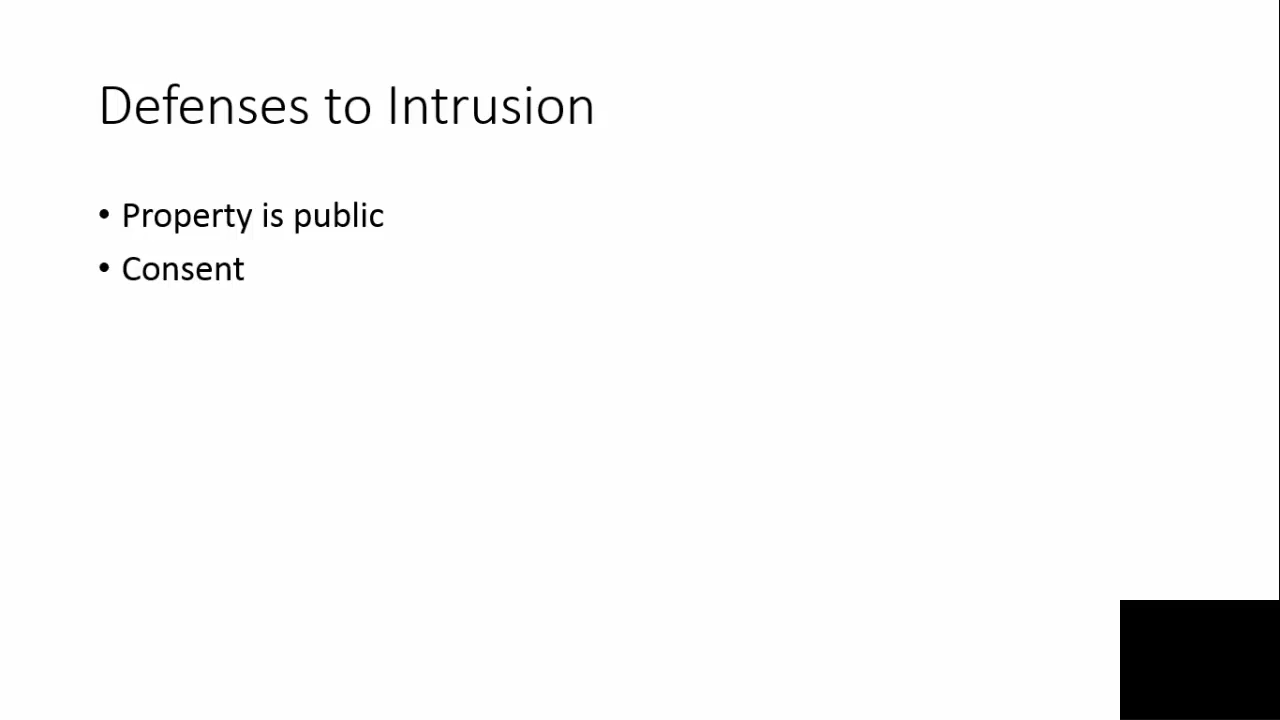 Defenses to Intrusion
• Property is public
• Consent